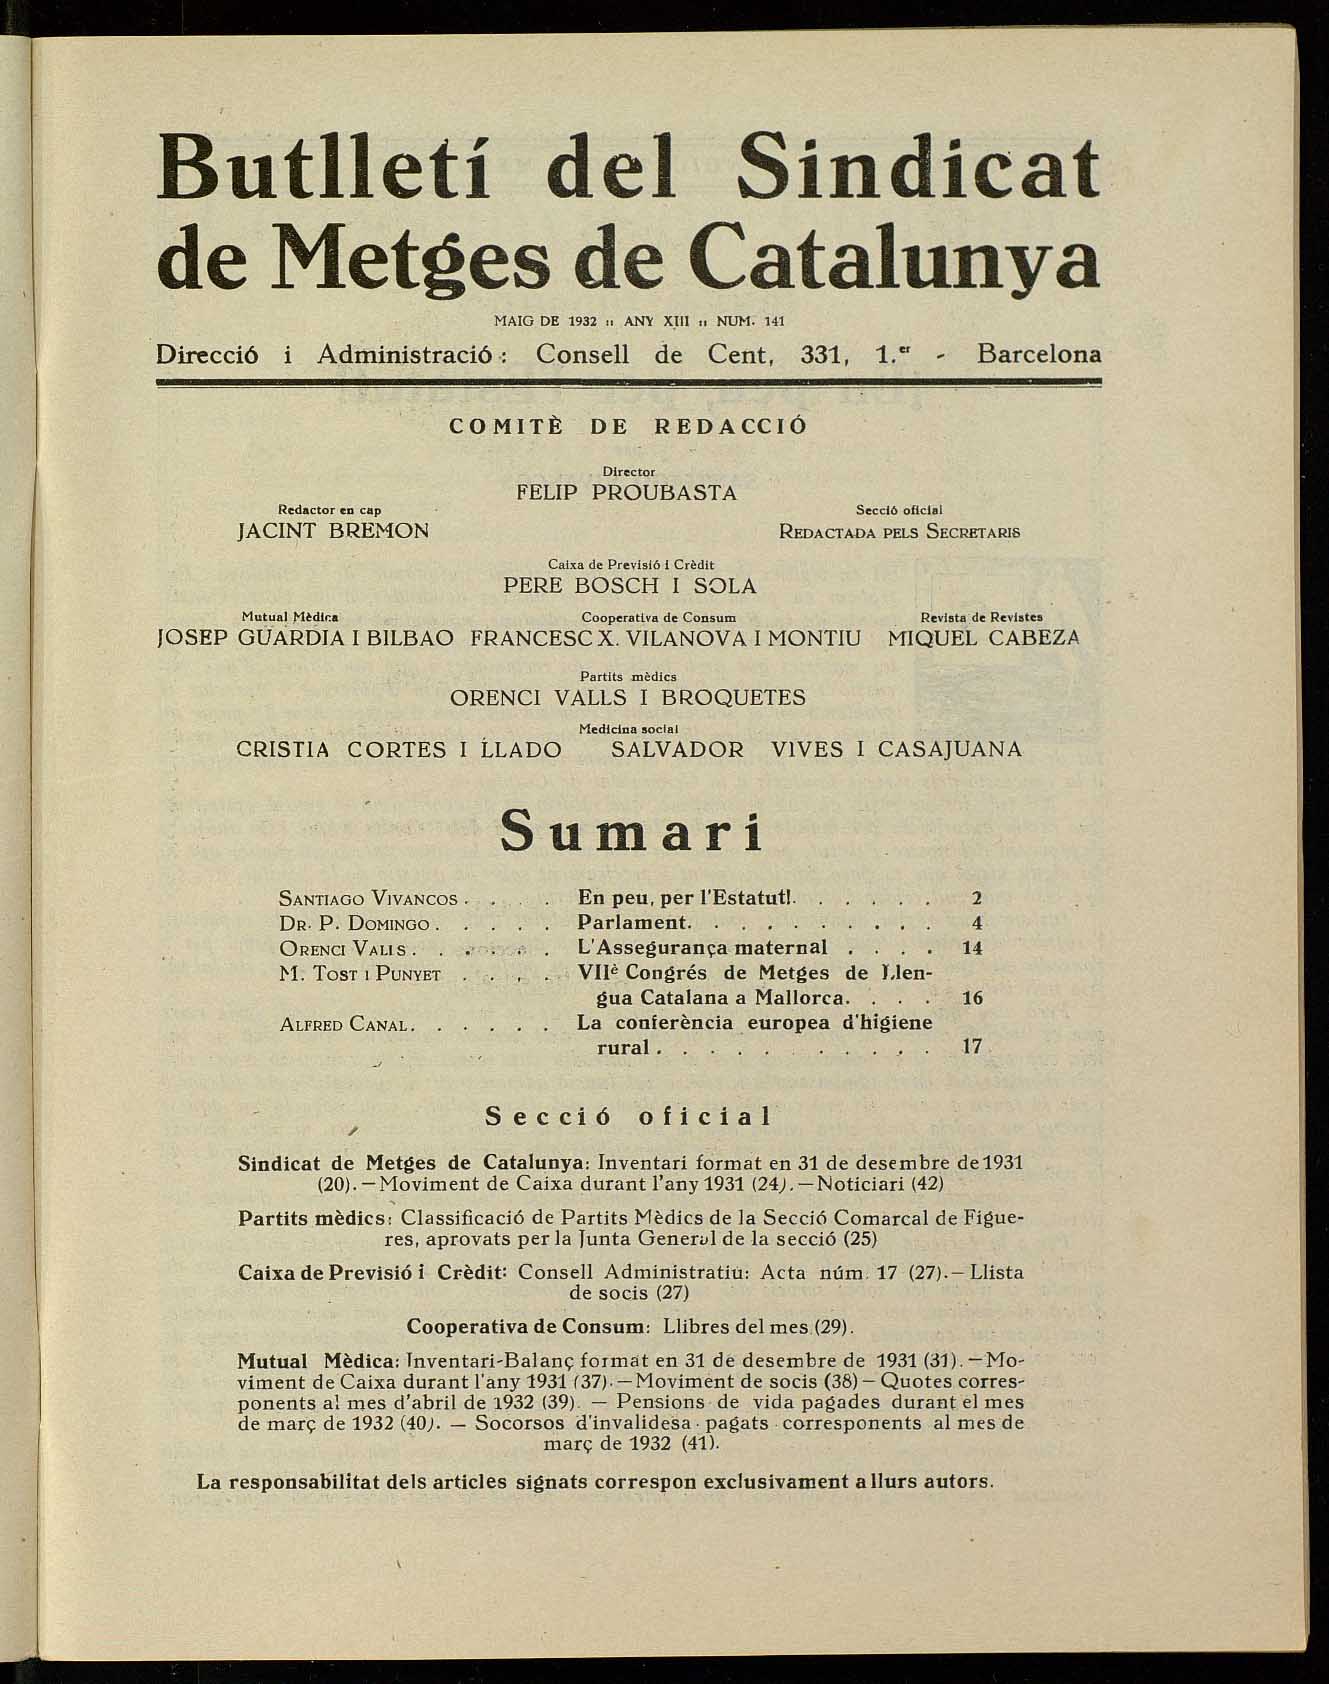 Butlletí del Sindicat
de Metges de Catalunya
MAIG DE 1932 :: ANY XIII :: NUM. 141
Direcció i Administració: Consell de Cent, 331, 1.er - Barcelona
COMITÈ DE REDACCIÓ
Director
FELIP PROUBASTA
Redactor en cap Secció oficial
JACINT BREMON REDACTADA PELS SECRETARIS
Caixa de Previsió i Crèdit
PERE BOSCH I SOLA
Mutual Mèdica Cooperativa de Consum Revista de Revistes
JOSEP GUARDIA I BILBAO FRANCESC X. VILANOVA I MONTIU MIQUEL CABEZA
Partits mèdics
ORENCI VALLS I BROQUETES
Medicina social
CRISTIA CORTES I LLADO SALVADOR VIVES I CASAJUANA
Sumari
SANTIAGO VIVANCOS . . . . En peu, per l'Estatut!. . . . . . 2
DR. P. DOMINGO . . . . . Parlament. . . . . . . . . . 4
ORENCI VALLS . . . . . . L'Assegurança maternal . . . . 14
M. TOST I PUNYET . . . . VIIè Congrés de Metges de Llen-
gua Catalana a Mallorca. . . . 16
ALFRED CANAL. . . . . . La conferència europea d'higiene
rural . . . . . . . . . . . 17
Secció oficial
Sindicat de Metges de Catalunya: Inventari format en 31 de desembre de 1931
(20). — Moviment de Caixa durant l'any 1931 (24). — Noticiari (42)
Partits mèdics: Classificació de Partits Mèdics de la Secció Comarcal de Figue-
res, aprovats per la Junta General de la secció (25)
Caixa de Previsió i Crèdit: Consell Administratiu: Acta núm. 17 (27). — Llista
de socis (27)
Cooperativa de Consum: Llibres del mes (29).
Mutual Mèdica: Inventari-Balanç format en 31 de desembre de 1931 (31). — Mo-
viment de Caixa durant l'any 1931 (37). — Moviment de socis (38) — Quotes corres-
ponents al mes d'abril de 1932 (39). — Pensions de vida pagades durant el mes
de març de 1932 (40). — Socorsos d'invalidesa pagats corresponents al mes de
març de 1932 (41).
La responsabilitat dels articles signats correspon exclusivament a llurs autors.